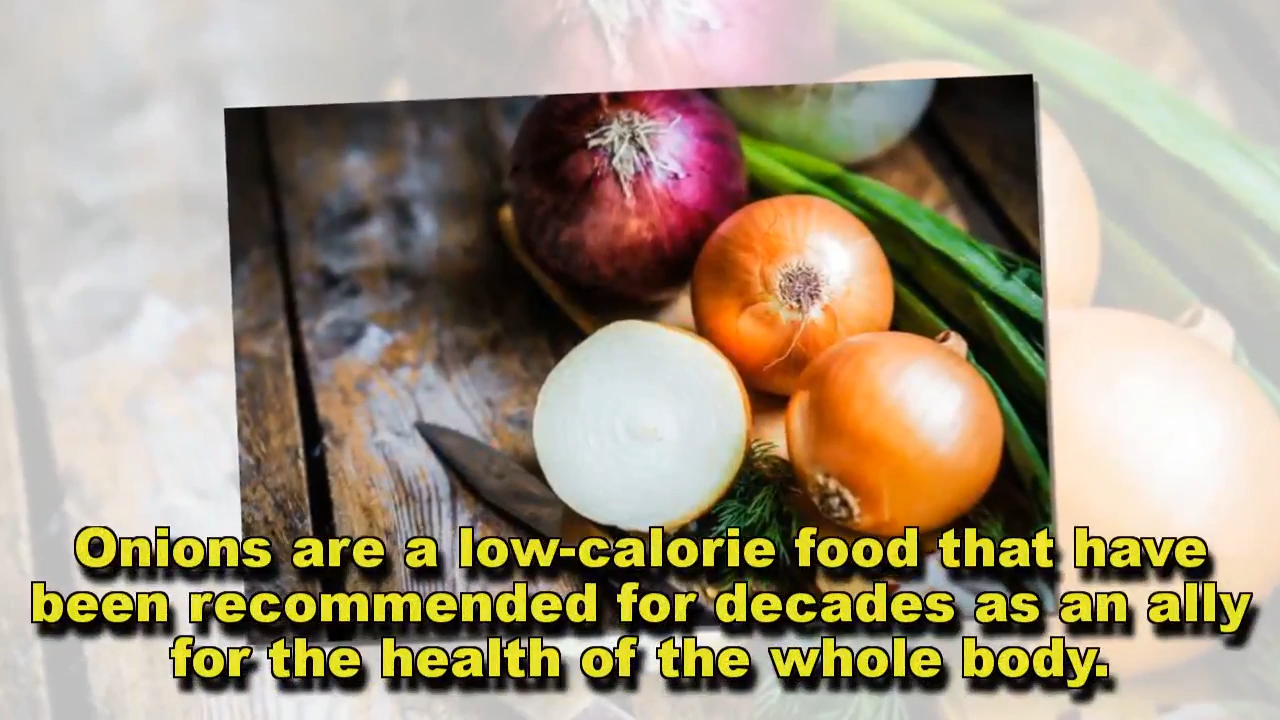 Onions are a low-calorie food that have
been recommended for decades as an ally
for the health of the whole body.